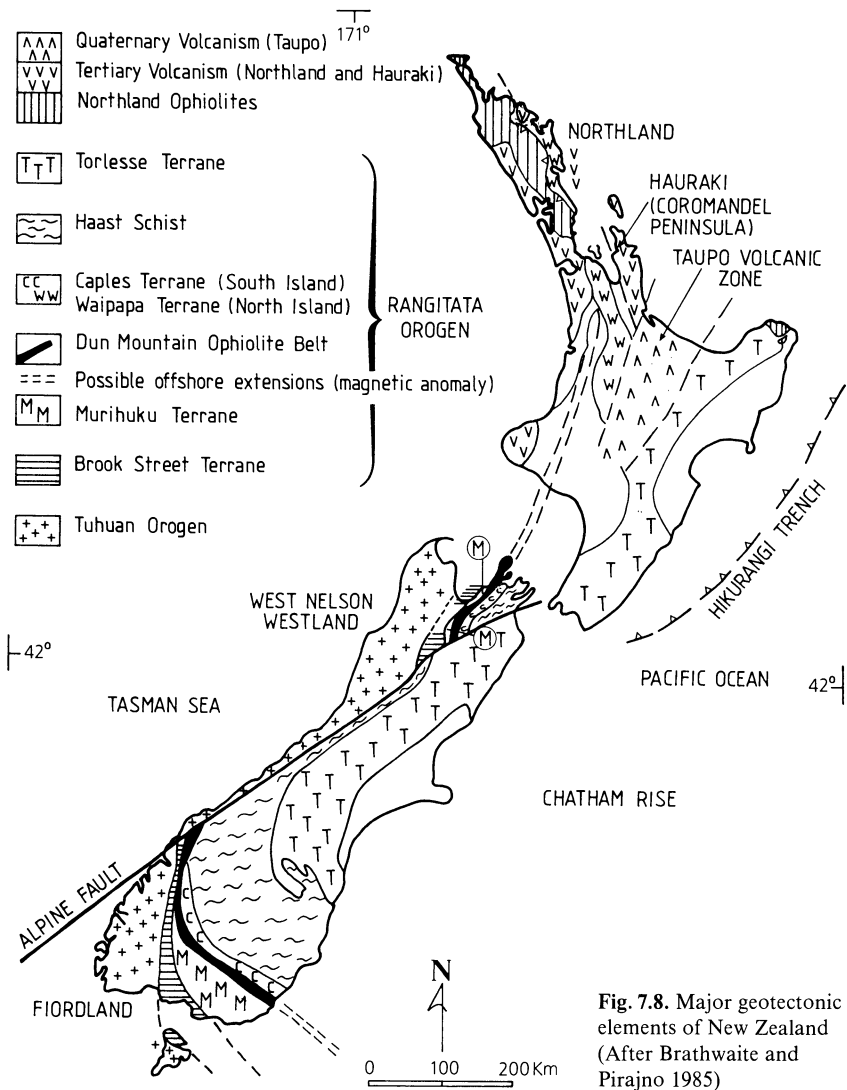 171°
Quaternary Volcanism (Taupo)
Tertiary Volcanism (Northland and Hauraki)
Northland Ophiolites
Torlesse Terrane
Haast Schist
Caples Terrane (South Island)
Waipapa Terrane (North Island)
Dun Mountain Ophiolite Belt
Possible offshore extensions (magnetic anomaly)
Murihuku Terrane
Brook Street Terrane
Tuhuan Orogen
RANGITATA
OROGEN
NORTHLAND
HAURAKI
(COROMANDEL
PENINSULA)
TAUPO VOLCANIC
ZONE
HIKURANGI TRENCH
M
WEST NELSON
WESTLAND
M
42°
PACIFIC OCEAN
42°
TASMAN SEA
CHATHAM RISE
ALPINE FAULT
FIORDLAND
N
0 100 200 Km
Fig. 7.8. Major geotectonic
elements of New Zealand
(After Brathwaite and
Pirajno 1985)